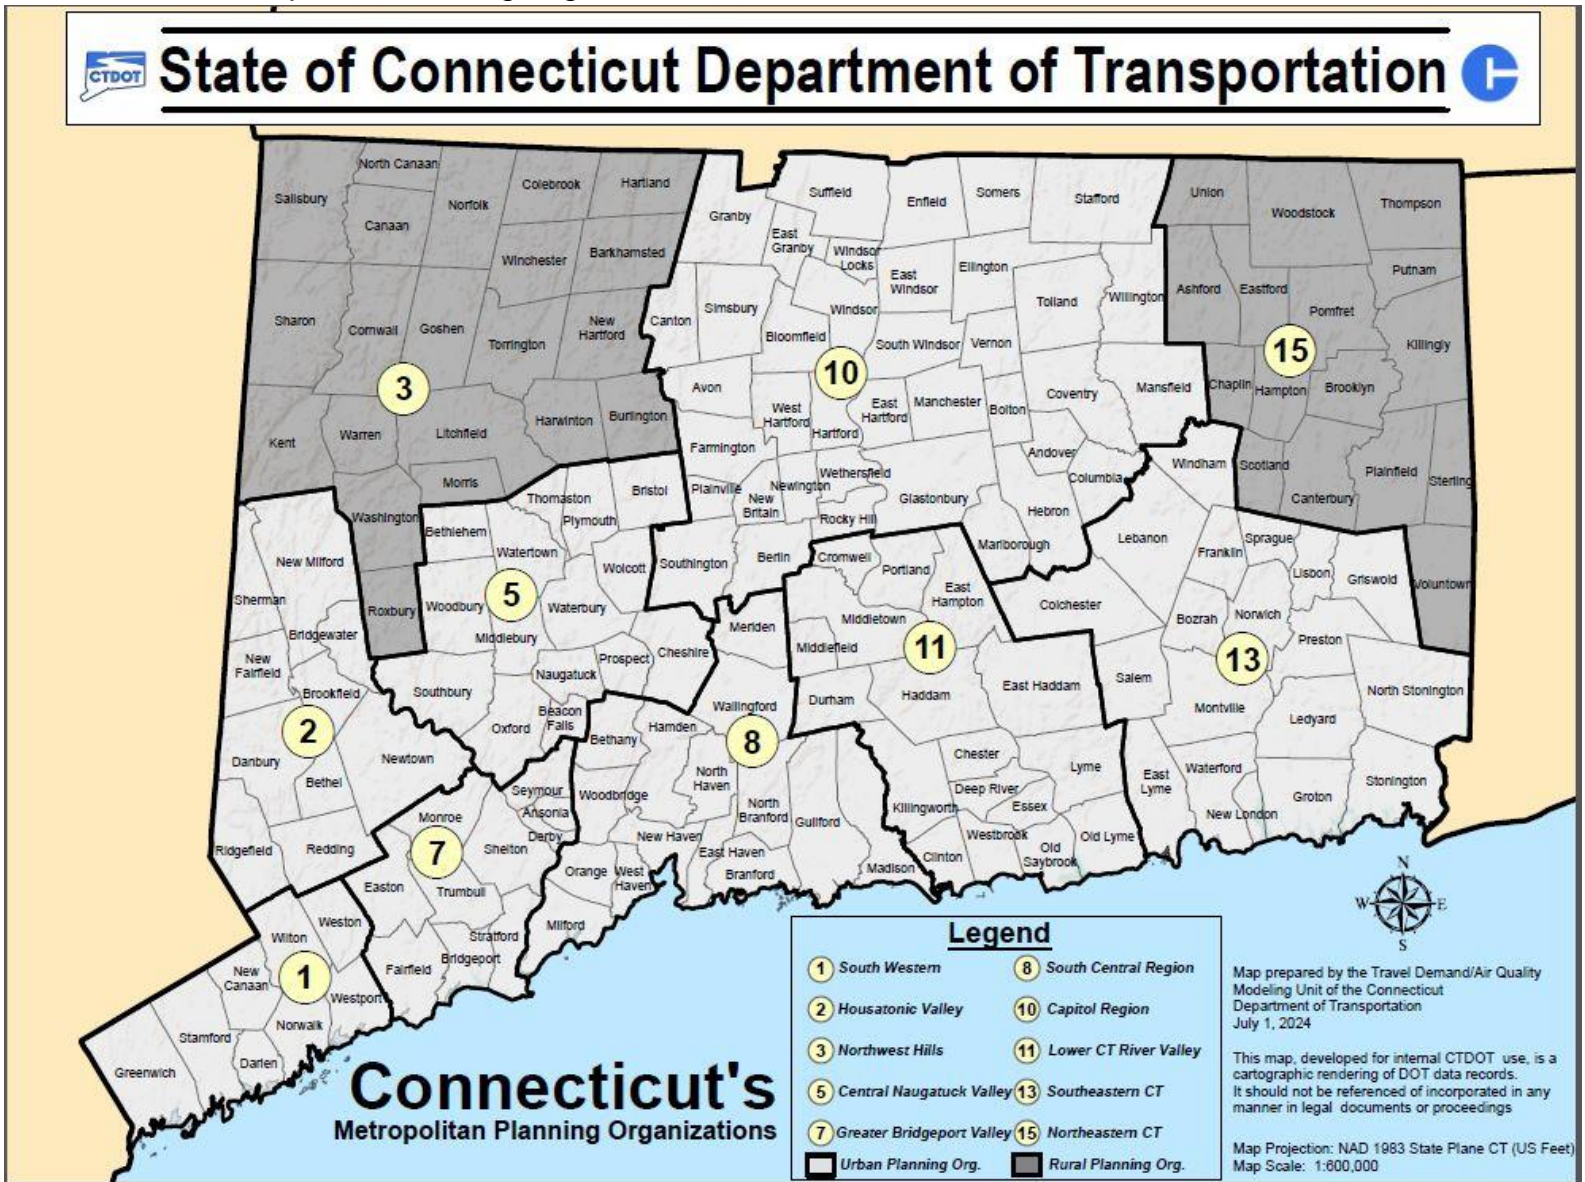 CTDOT
State of Connecticut Department of Transportation
North Canaan
Salisbury
Canaan
Norfolk
Colebrook
Hartland
Winchester
Barkhamsted
Sharon
Cornwall
Goshen
Torrington
New
Hartford
3
Kent
Warren
Litchfield
Harwinton
Burlington
Morris
Washington
Roxbury
Granby
Suffield
East
Granby
Windsor
Locks
Enfield
Somers
Stafford
East
Windsor
Ellington
Canton
Simsbury
Windsor
Tolland
Willington
Bloomfield
South Windsor
Vernon
10
Avon
West
Hartford
Hartford
East
Hartford
Manchester
Bolton
Coventry
Mansfield
Farmington
Andover
Columbia
Plainville
New
Britain
Newington
Wethersfield
Rocky Hill
Glastonbury
Hebron
Marlborough
Southington
Berlin
Union
Woodstock
Thompson
Putnam
Ashford
Eastford
Pomfret
Killingly
15
Chaplin
Hampton
Brooklyn
Scotland
Canterbury
Plainfield
Sterling
Voluntown
Thomaston
Plymouth
Bristol
Bethlehem
Watertown
Wolcott
Woodbury
5
Waterbury
Middlebury
Naugatuck
Prospect
Cheshire
Southbury
Oxford
Beacon
Falls
New Milford
Sherman
Bridgewater
New
Fairfield
Brookfield
2
Danbury
Bethel
Newtown
Ridgefield
Redding
Cromwell
Portland
East
Hampton
Middletown
Middlefield
11
Durham
Haddam
East Haddam
Chester
Lyme
Deep River
Essex
Killingworth
Westbrook
Old
Saybrook
Old Lyme
Clinton
Windham
Lebanon
Franklin
Sprague
Lisbon
Griswold
Colchester
Bozrah
Norwich
Preston
13
Salem
Montville
Ledyard
North Stonington
East
Lyme
Waterford
New London
Groton
Stonington
Meriden
Wallingford
8
Bethany
Hamden
North
Haven
Woodbridge
North
Branford
Guilford
New Haven
East Haven
Branford
Madison
Orange
West
Haven
Milford
Seymour
Ansonia
Derby
Monroe
7
Shelton
Easton
Trumbull
Stratford
Bridgeport
Fairfield
Weston
Wilton
New
Canaan
1
Westport
Norwalk
Stamford
Darien
Greenwich
Connecticut's
Metropolitan Planning Organizations
Legend
1 South Western
8 South Central Region
2 Housatonic Valley
10 Capitol Region
3 Northwest Hills
11 Lower CT River Valley
5 Central Naugatuck Valley
13 Southeastern CT
7 Greater Bridgeport Valley
15 Northeastern CT
Urban Planning Org.
Rural Planning Org.
N
W
E
S
Map prepared by the Travel Demand/Air Quality
Modeling Unit of the Connecticut
Department of Transportation
July 1, 2024
This map, developed for internal CTDOT use, is a
cartographic rendering of DOT data records.
It should not be referenced of incorporated in any
manner in legal documents or proceedings
Map Projection: NAD 1983 State Plane CT (US Feet)
Map Scale: 1:600,000